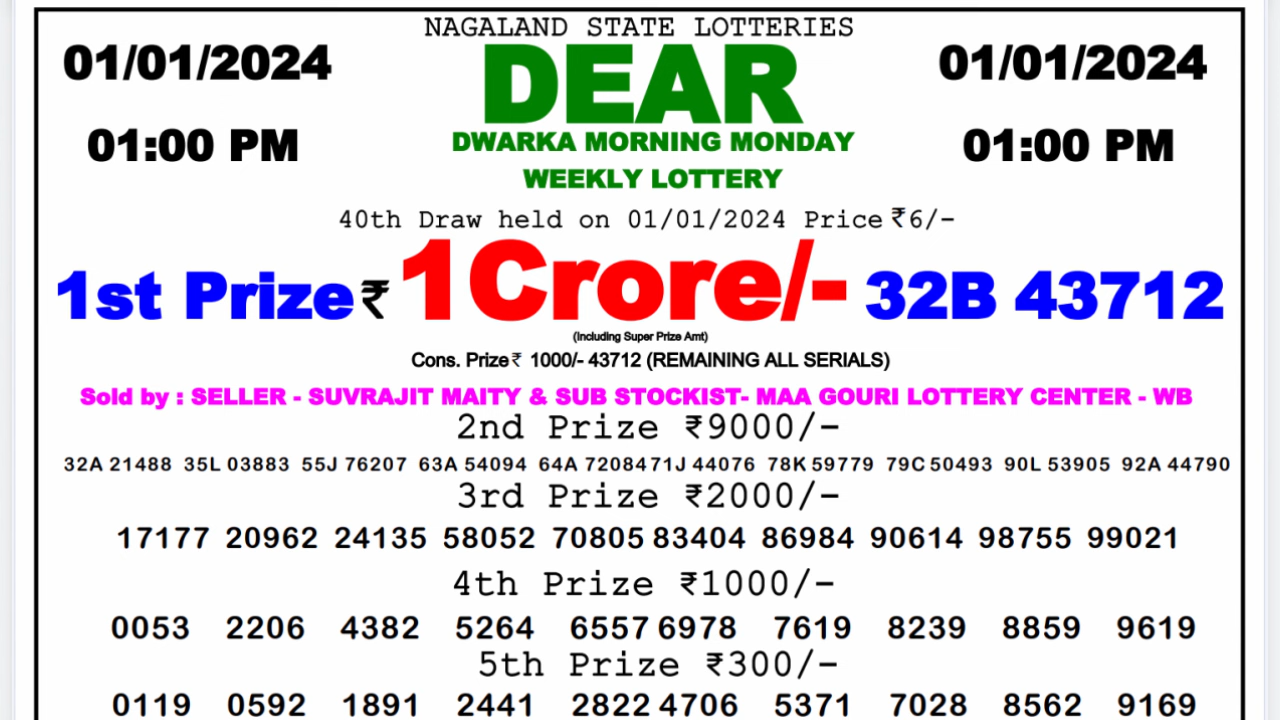 NAGALAND STATE LOTTERIES
01/01/2024 DEAR 01/01/2024
01:00 PM DWARKA MORNING MONDAY 01:00 PM
WEEKLY LOTTERY
40th Draw held on 01/01/2024 Price ₹6/-
1st Prize ₹ 1Crore/- 32B 43712
(Including Super Prize Amt)
Cons. Prize ₹ 1000/- 43712 (REMAINING ALL SERIALS)
Sold by : SELLER - SUVRAJIT MAITY & SUB STOCKIST- MAA GOURI LOTTERY CENTER - WB
2nd Prize ₹9000/-
32A 21488 35L 03883 55J 76207 63A 54094 64A 72084 71J 44076 78K 59779 79C 50493 90L 53905 92A 44790
3rd Prize ₹2000/-
17177 20962 24135 58052 70805 83404 86984 90614 98755 99021
4th Prize ₹1000/-
0053 2206 4382 5264 6557 6978 7619 8239 8859 9619
5th Prize ₹300/-
0119 0592 1891 2441 2822 4706 5371 7028 8562 9169